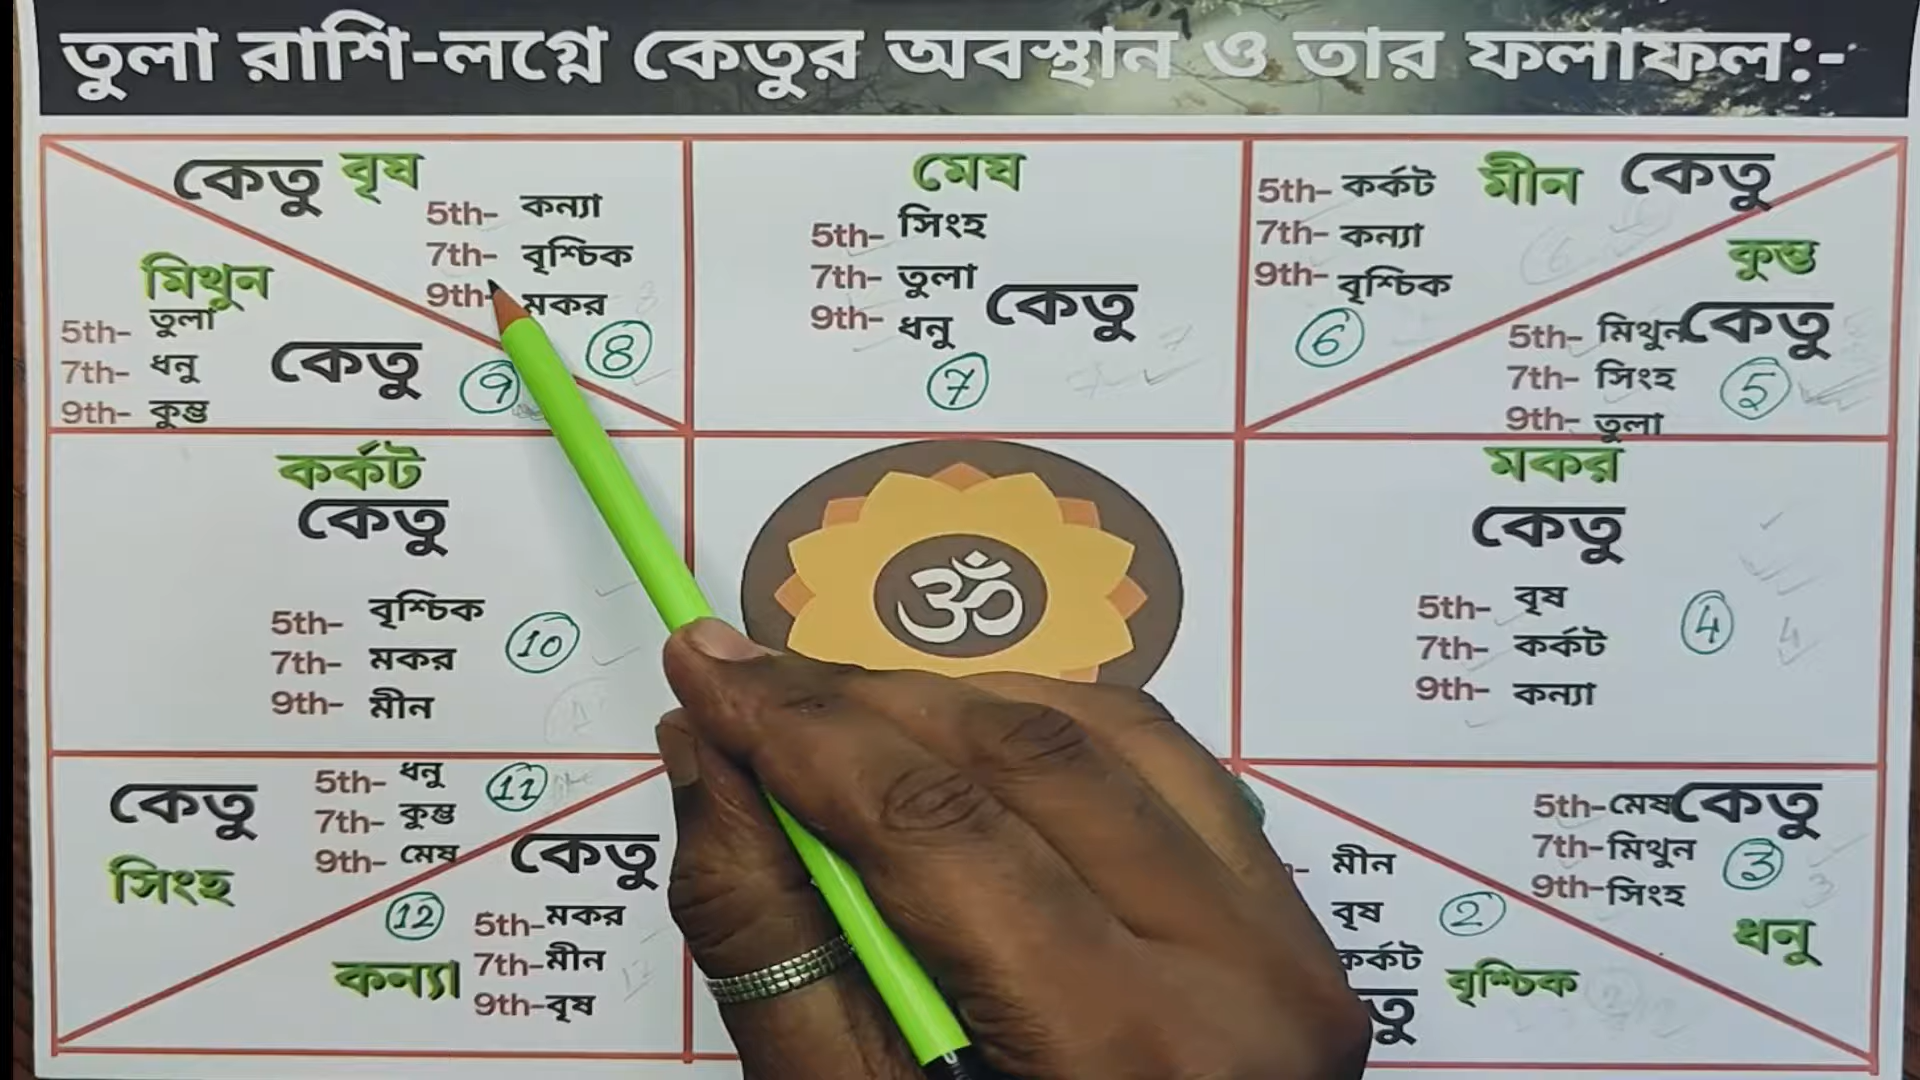 তুলা রাশি-লগ্নে কেতুর অবস্থান ও তার ফলাফল:-
কেতু বৃষ
5th- কন্যা
7th- বৃশ্চিক
9th- মকর
8
মিথুন
5th- তুলা
7th- ধনু
9th- কুম্ভ
কেতু
9
মেষ
5th- সিংহ
7th- তুলা
9th- ধনু
কেতু
7
মীন কেতু
5th- কর্কট
7th- কন্যা
9th- বৃশ্চিক
6
কুম্ভ
কেতু
5th- মিথুন
7th- সিংহ
9th- তুলা
5
কর্কট
কেতু
5th- বৃশ্চিক
7th- মকর
9th- মীন
10
ॐ
মকর
কেতু
5th- বৃষ
7th- কর্কট
9th- কন্যা
4
কেতু
সিংহ
5th- ধনু
7th- কুম্ভ
9th- মেষ
11
কেতু
12
5th-মকর
7th-মীন
9th-বৃষ
কন্যা
মীন
বৃষ
কর্কট
2
বৃশ্চিক
5th-মেষ
7th-মিথুন
9th-সিংহ
কেতু
3
ধনু